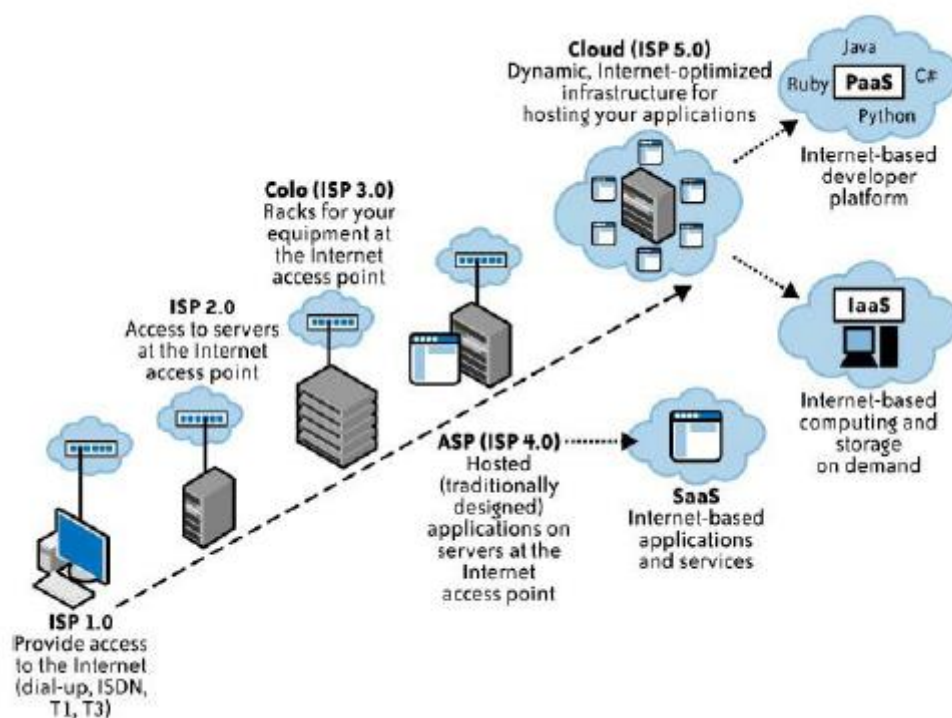 Cloud (ISP 5.0)
Dynamic, Internet-optimized
infrastructure for
hosting your applications
Java
Ruby
PaaS
C#
Python
Internet-based
developer
platform
Colo (ISP 3.0)
Racks for your
equipment at
the Internet
access point
ISP 2.0
Access to servers
at the Internet
access point
IaaS
Internet-based
computing and
storage
on demand
ASP (ISP 4.0)
Hosted
(traditionally
designed)
applications on
servers at the
Internet
access point
SaaS
Internet-based
applications
and services
ISP 1.0
Provide access
to the Internet
(dial-up, ISDN,
T1, T3)